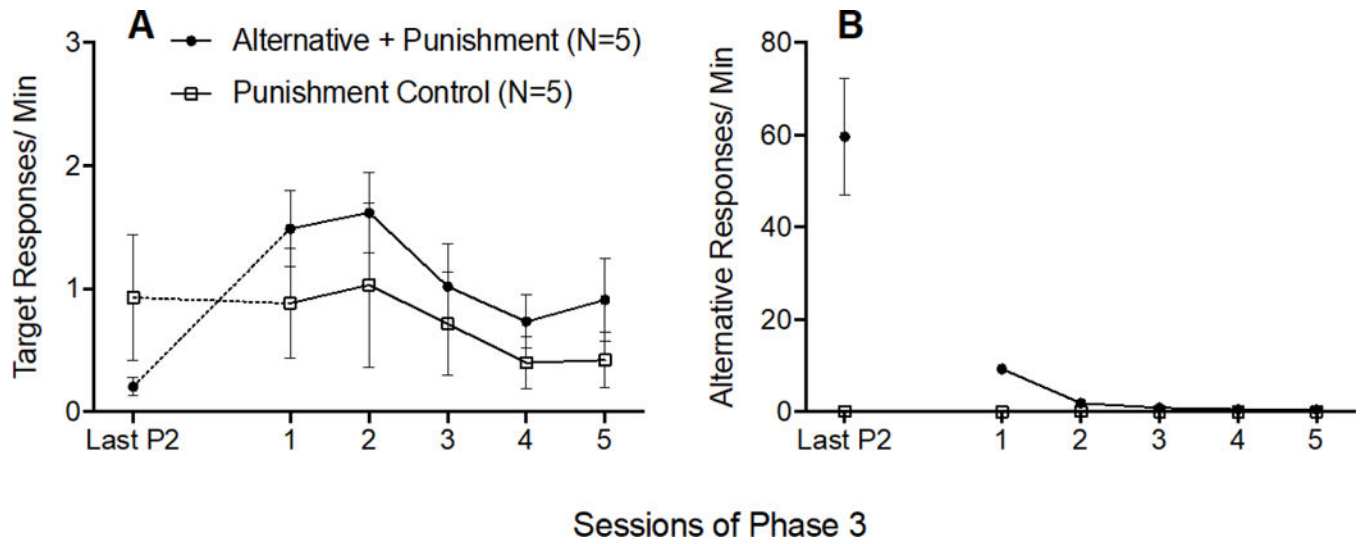 A
B
Alternative + Punishment (N=5)
Punishment Control (N=5)
Target Responses/ Min
3
2
1
0
Last P2 1 2 3 4 5
Alternative Responses/ Min
80
60
40
20
0
Last P2 1 2 3 4 5
Sessions of Phase 3